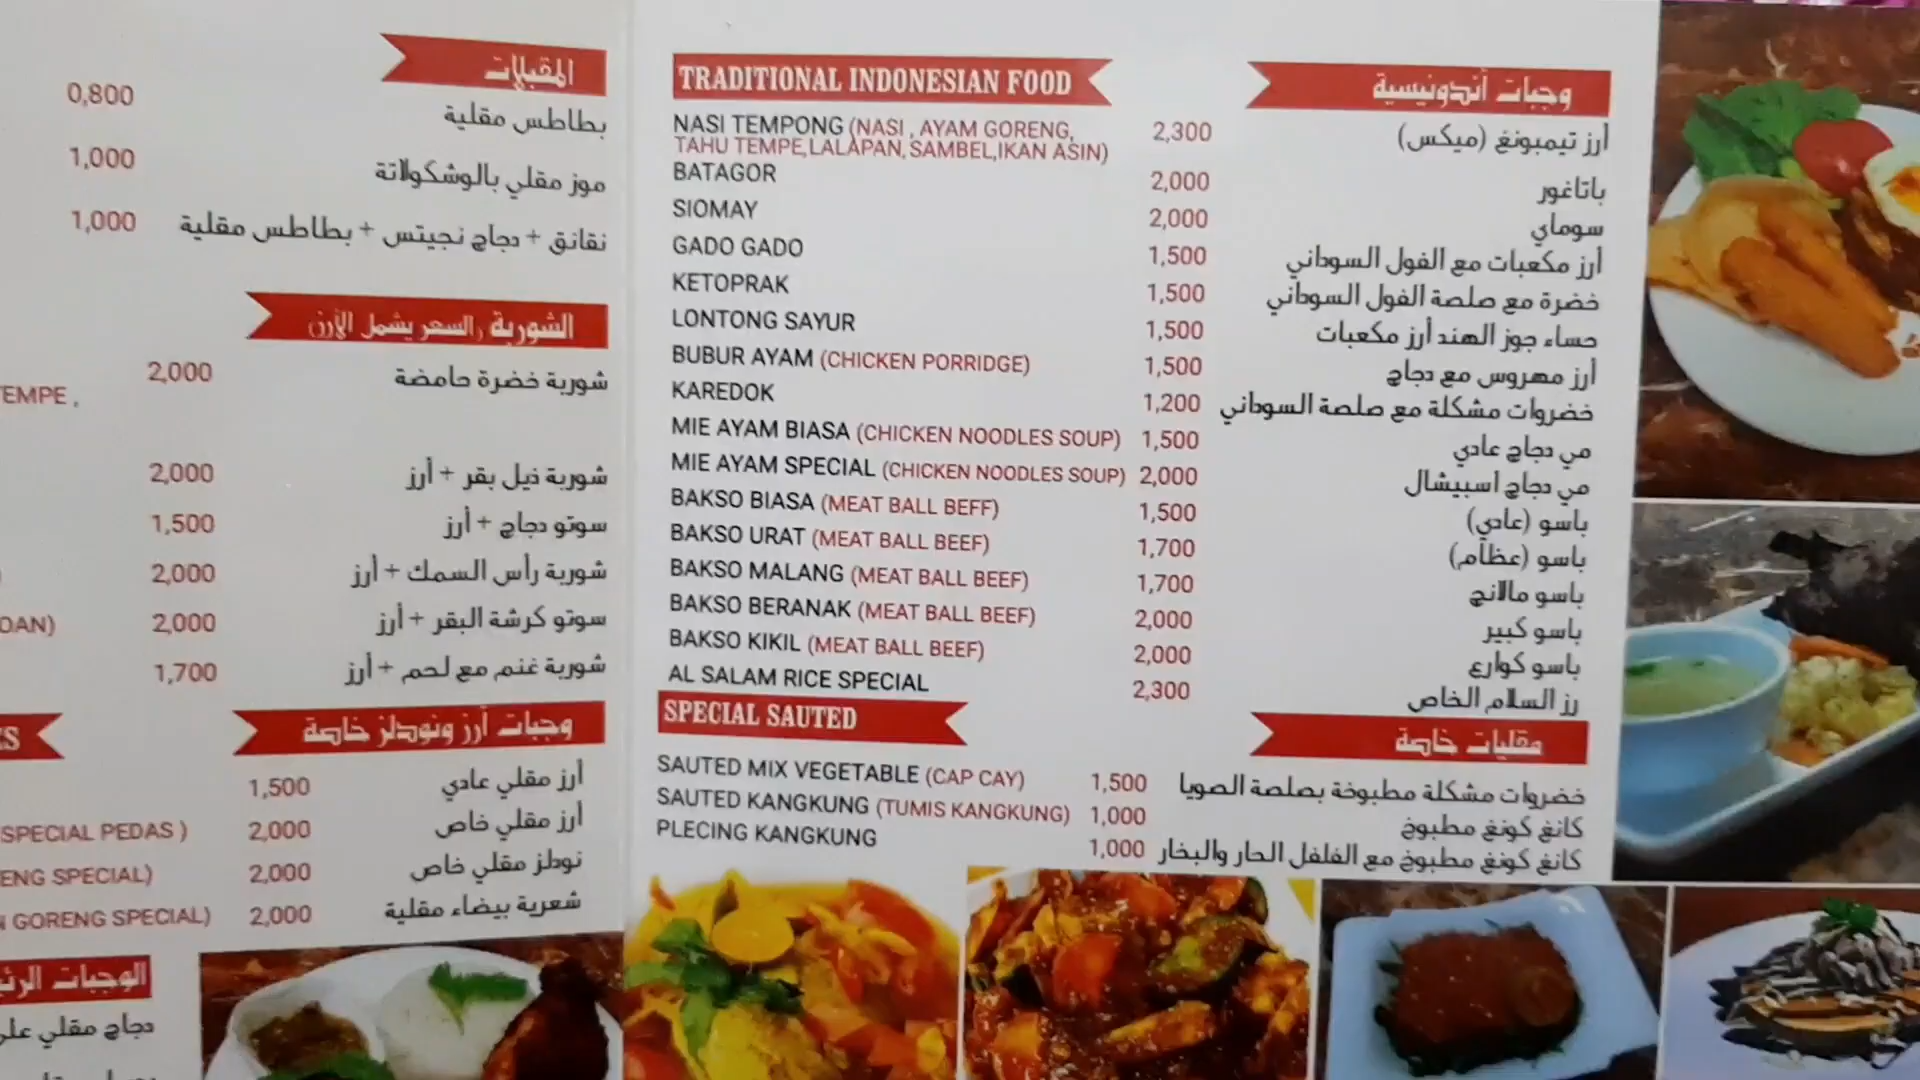 المقبلات
0,800 بطاطس مقلية
1,000 موز مقلي بالوشكولاتة
1,000 نقانق + دجاج نجيتس + بطاطس مقلية
الشوربة (السعر يشمل الأرز)
2,000 شوربة خضرة حامضة
TEMPE,
2,000 شوربة ذيل بقر + أرز
1,500 سوتو دجاج + أرز
2,000 شوربة رأس السمك + أرز
2,000 سوتو كرشة البقر + أرز
1,700 شوربة غنم مع لحم + أرز
وجبات أرز ونودلز خاصة
1,500 أرز مقلي عادي
SPECIAL PEDAS ) 2,000 أرز مقلي خاص
ENG SPECIAL) 2,000 نودلز مقلي خاص
GORENG SPECIAL) 2,000 شعرية بيضاء مقلية
دجاج مقلي
TRADITIONAL INDONESIAN FOOD وجبات أندونيسية
NASI TEMPONG (NASI , AYAM GORENG, 2,300 أرز تيمبونغ (ميكس)
TAHU TEMPE,LALAPAN,SAMBEL,IKAN ASIN)
BATAGOR 2,000 باتاغور
SIOMAY 2,000 سوماي
GADO GADO 1,500 أرز مكعبات مع الفول السوداني
KETOPRAK 1,500 خضرة مع صلصة الفول السوداني
LONTONG SAYUR 1,500 حساء جوز الهند أرز مكعبات
BUBUR AYAM (CHICKEN PORRIDGE) 1,500 أرز مهروس مع دجاج
KAREDOK 1,200 خضروات مشكلة مع صلصة السوداني
MIE AYAM BIASA (CHICKEN NOODLES SOUP) 1,500 مي دجاج عادي
MIE AYAM SPECIAL (CHICKEN NOODLES SOUP) 2,000 مي دجاج اسبيشال
BAKSO BIASA (MEAT BALL BEFF) 1,500 باسو (عادي)
BAKSO URAT (MEAT BALL BEEF) 1,700 باسو (عظام)
BAKSO MALANG (MEAT BALL BEEF) 1,700 باسو مالانج
BAKSO BERANAK (MEAT BALL BEEF) 2,000 باسو كبير
BAKSO KIKIL (MEAT BALL BEEF) 2,000 باسو كوارع
AL SALAM RICE SPECIAL 2,300 رز السلام الخاص
SPECIAL SAUTED مقليات خاصة
SAUTED MIX VEGETABLE (CAP CAY) 1,500 خضروات مشكلة مطبوخة بصلصة الصويا
SAUTED KANGKUNG (TUMIS KANGKUNG) 1,000 كانغ كونغ مطبوخ
PLECING KANGKUNG 1,000 كانغ كونغ مطبوخ مع الفلفل الحار والبخار